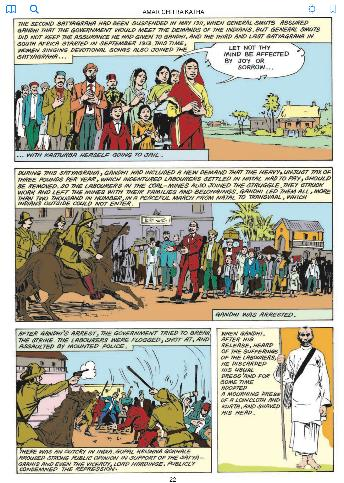 AMAR CHITRA KATHA
THE SECOND SATYAGRAHA HAD BEEN SUSPENDED IN MAY 1911, WHEN GENERAL SMUTS ASSURED
GANDHI THAT THE GOVERNMENT WOULD MEET THE DEMANDS OF THE INDIANS. BUT GENERAL SMUTS
DID NOT KEEP THE ASSURANCE HE HAD GIVEN TO GANDHI, AND THE THIRD AND LAST SATYAGRAHA IN
SOUTH AFRICA STARTED IN SEPTEMBER 1913. THIS TIME,
WOMEN SINGING DEVOTIONAL SONGS ALSO JOINED THE
SATYAGRAHA...
LET NOT THY
MIND BE AFFECTED
BY JOY OR
SORROW...
... WITH KASTURBA HERSELF GOING TO JAIL.
DURING THIS SATYAGRAHA, GANDHI HAD INCLUDED A NEW DEMAND THAT THE HEAVY, UNJUST TAX OF
THREE POUNDS PER YEAR, WHICH INDENTURED LABOURERS SETTLED IN NATAL HAD TO PAY, SHOULD
BE REMOVED. SO THE LABOURERS IN THE COAL-MINES ALSO JOINED THE STRUGGLE. THEY STRUCK
WORK AND LEFT THE MINES WITH THEIR FAMILIES AND BELONGINGS. GANDHI LED THEM ALL, MORE
THAN TWO THOUSAND IN NUMBER, IN A PEACEFUL MARCH FROM NATAL TO TRANSVAAL, WHICH
INDIANS OUTSIDE COULD NOT ENTER.
GANDHI WAS ARRESTED.
AFTER GANDHI'S ARREST, THE GOVERNMENT TRIED TO BREAK
THE STRIKE. THE LABOURERS WERE FLOGGED, SHOT AT, AND
ASSAULTED BY MOUNTED POLICE.
THERE WAS AN OUTCRY IN INDIA. GOPAL KRISHNA GOKHALE
AROUSED STRONG PUBLIC OPINION IN SUPPORT OF THE SATYA-
GRAHIS AND EVEN THE VICEROY, LORD HARDINGE, PUBLICLY
CONDEMNED THE REPRESSION.
WHEN GANDHI,
AFTER HIS
RELEASE, HEARD
OF THE SUFFERINGS
OF THE LABOURERS,
HE DISCARDED
HIS USUAL
DRESS AND FOR
SOME TIME
ADOPTED
A MOURNING DRESS
OF A LOINCLOTH AND
KURTA, AND SHAVED
HIS HEAD.
22